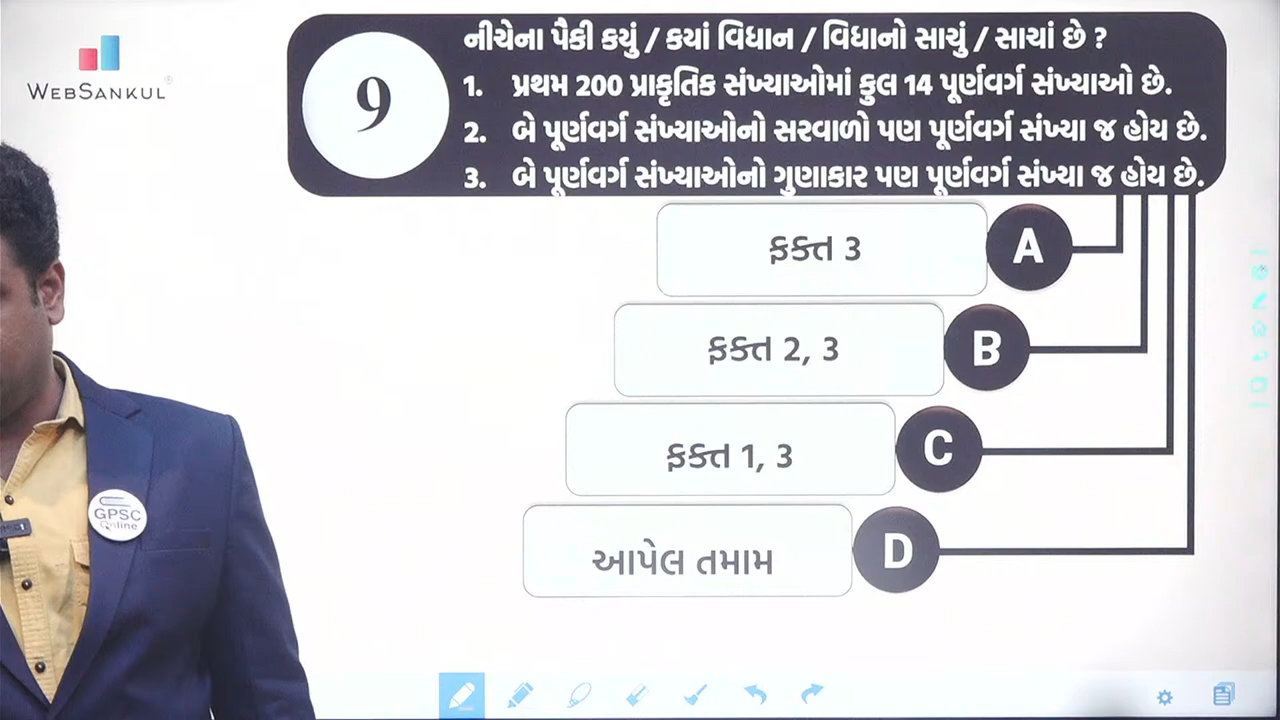 WEBSANKUL
9
નીચેના પૈકી કયું / કયાં વિધાન / વિધાનો સાચું / સાચાં છે ?
1. પ્રથમ 200 પ્રાકૃતિક સંખ્યાઓમાં કુલ 14 પૂર્ણવર્ગ સંખ્યાઓ છે.
2. બે પૂર્ણવર્ગ સંખ્યાઓનો સરવાળો પણ પૂર્ણવર્ગ સંખ્યા જ હોય છે.
3. બે પૂર્ણવર્ગ સંખ્યાઓનો ગુણાકાર પણ પૂર્ણવર્ગ સંખ્યા જ હોય છે.
ફક્ત 3 A
ફક્ત 2, 3 B
ફક્ત 1, 3 C
આપેલ તમામ D
GPSC
Online